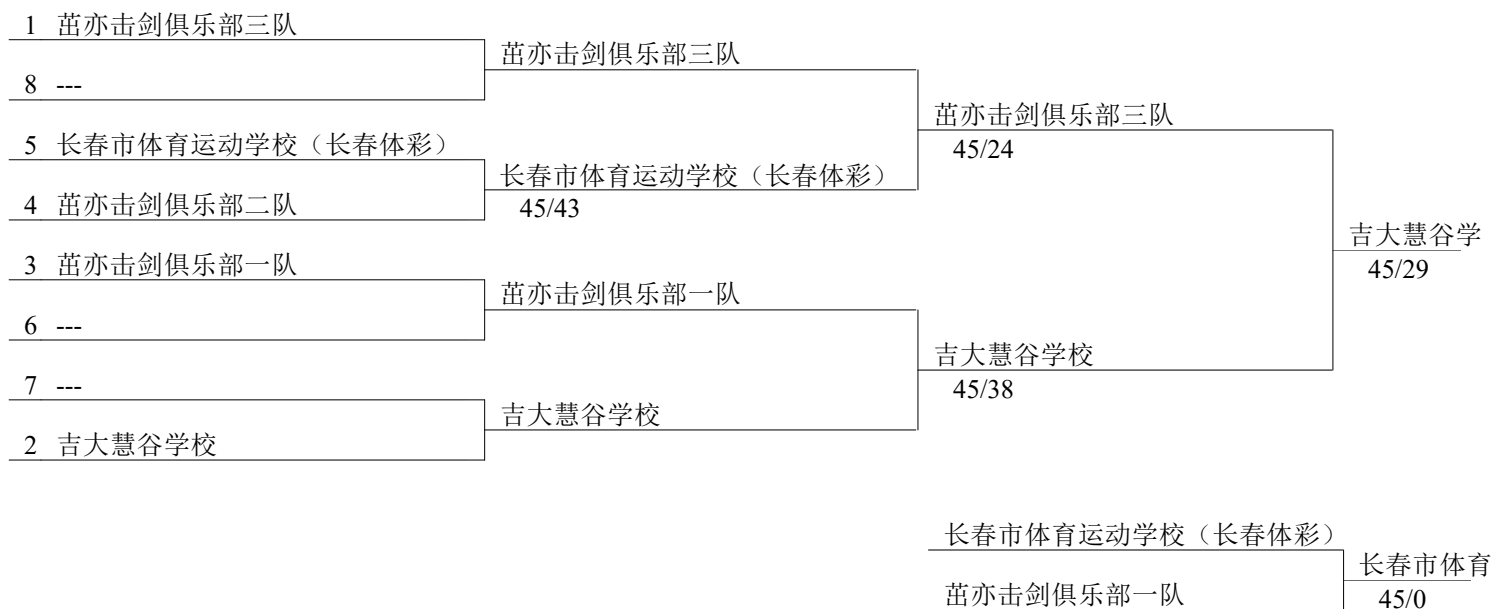 1 茁亦击剑俱乐部三队
8 ---
5 长春市体育运动学校（长春体彩）
4 茁亦击剑俱乐部二队
3 茁亦击剑俱乐部一队
6 ---
7 ---
2 吉大慧谷学校
茁亦击剑俱乐部三队
长春市体育运动学校（长春体彩）
45/43
茁亦击剑俱乐部一队
吉大慧谷学校
茁亦击剑俱乐部三队
45/24
吉大慧谷学校
45/38
吉大慧谷学
45/29
长春市体育运动学校（长春体彩）
茁亦击剑俱乐部一队
长春市体育
45/0